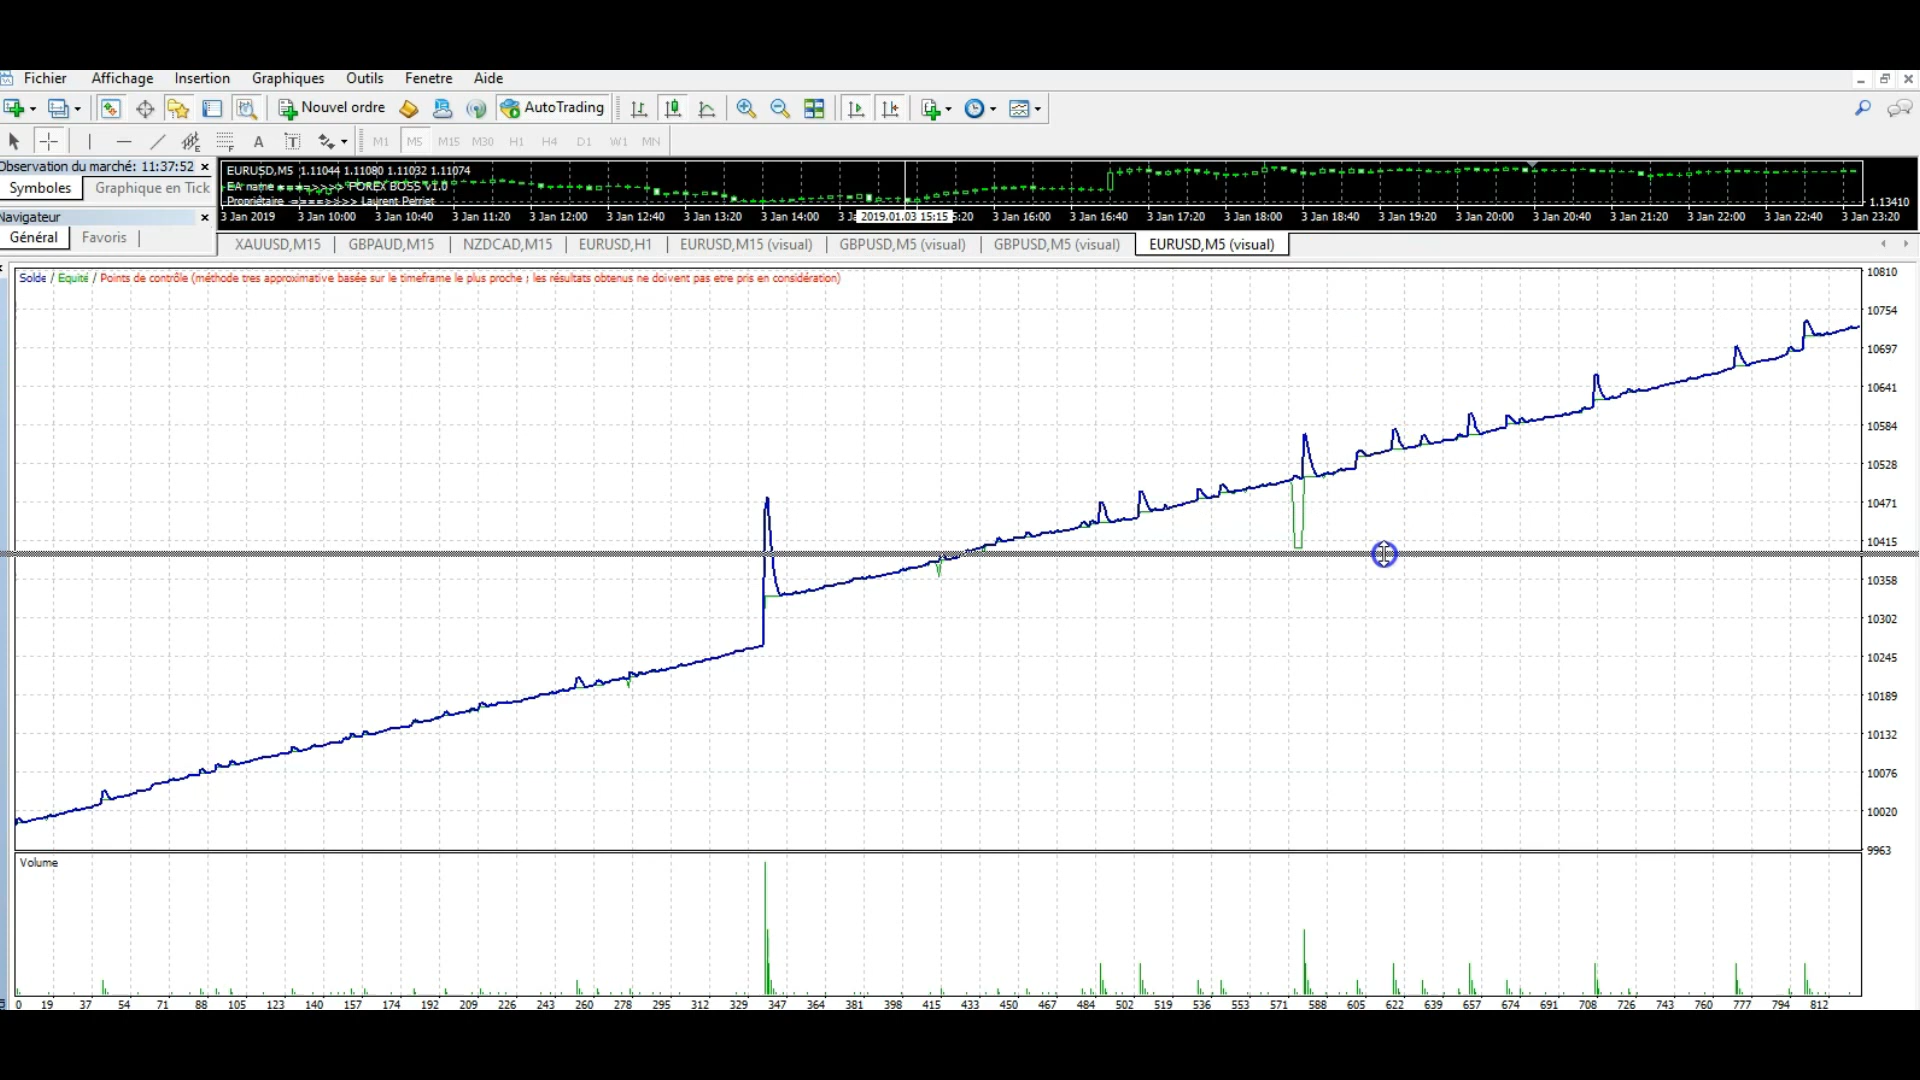 Fichier Affichage Insertion Graphiques Outils Fenetre Aide
Nouvel ordre AutoTrading
A T M1 M5 M15 M30 H1 H4 D1 W1 MN
Observation du marché: 11:37:52
Symboles Graphique en Tick
Navigateur
Général Favoris
EURUSD,M5 1.11044 1.11080 1.11032 1.11074
EA name ====>>>> FOREX BOSS V1.0
Propriétaire ====>>>> Laurent Perriet
1.13410
3 Jan 2019 3 Jan 10:00 3 Jan 10:40 3 Jan 11:20 3 Jan 12:00 3 Jan 12:40 3 Jan 13:20 3 Jan 14:00 3 Ja 2019.01.03 15:15 5:20 3 Jan 16:00 3 Jan 16:40 3 Jan 17:20 3 Jan 18:00 3 Jan 18:40 3 Jan 19:20 3 Jan 20:00 3 Jan 20:40 3 Jan 21:20 3 Jan 22:00 3 Jan 22:40 3 Jan 23:20
XAUUSD,M15 GBPAUD,M15 NZDCAD,M15 EURUSD,H1 EURUSD,M15 (visual) GBPUSD,M5 (visual) GBPUSD,M5 (visual) EURUSD,M5 (visual)
Solde / Equité / Points de contrôle (méthode tres approximative basée sur le timeframe le plus proche ; les résultats obtenus ne doivent pas etre pris en considération)
10810
10754
10697
10641
10584
10528
10471
10415
10358
10302
10245
10189
10132
10076
10020
9963
Volume
0 19 37 54 71 88 105 123 140 157 175 192 209 226 243 260 278 295 312 329 347 364 381 398 415 433 450 467 484 502 519 536 553 571 588 605 622 639 657 674 691 708 726 743 760 777 794 812